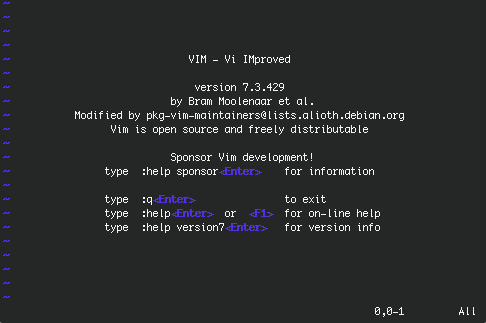 ~
~
~
~
VIM - Vi IMproved
~
~
version 7.3.429
~
by Bram Moolenaar et al.
~
Modified by pkg-vim-maintainers@lists.alioth.debian.org
~
Vim is open source and freely distributable
~
~
Sponsor Vim development!
~
type :help sponsor<Enter> for information
~
~
type :q<Enter> to exit
~
type :help<Enter> or <F1> for on-line help
~
type :help version7<Enter> for version info
~
~
~
~
~
0,0-1 All